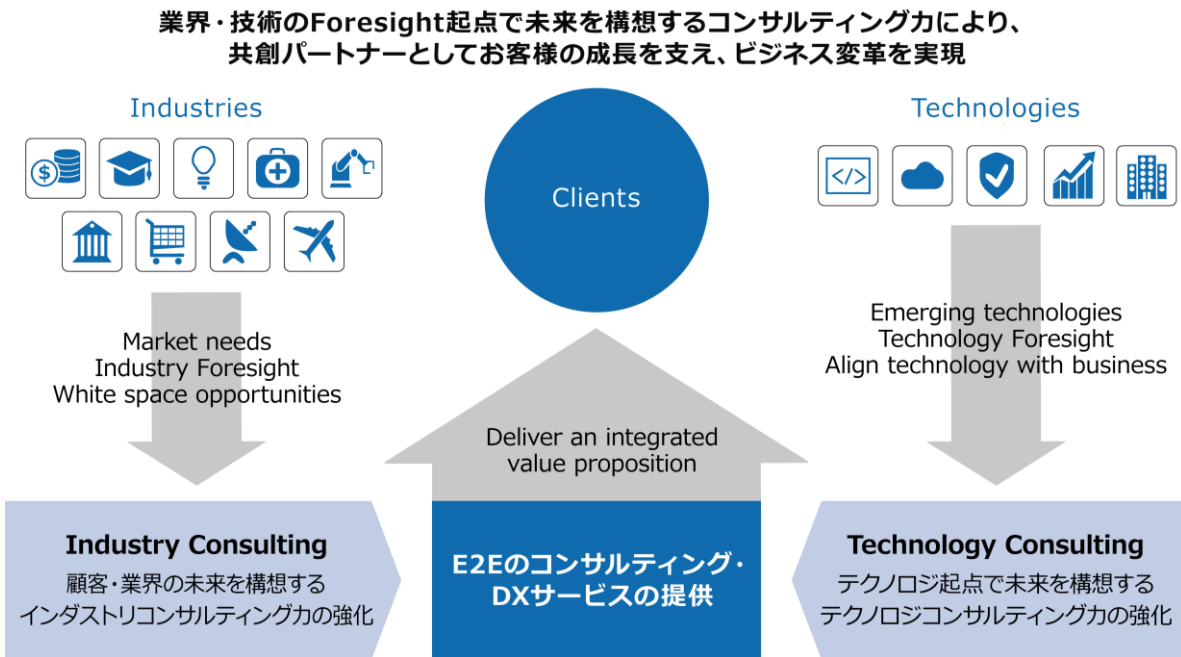 業界・技術のForesight起点で未来を構想するコンサルティング力により、
共創パートナーとしてお客様の成長を支え、ビジネス変革を実現
Industries
Clients
Technologies
$
</>
Market needs
Industry Foresight
White space opportunities
Emerging technologies
Technology Foresight
Align technology with business
Deliver an integrated
value proposition
Industry Consulting
顧客・業界の未来を構想する
インダストリコンサルティング力の強化
E2Eのコンサルティング・
DXサービスの提供
Technology Consulting
テクノロジ起点で未来を構想する
テクノロジコンサルティング力の強化